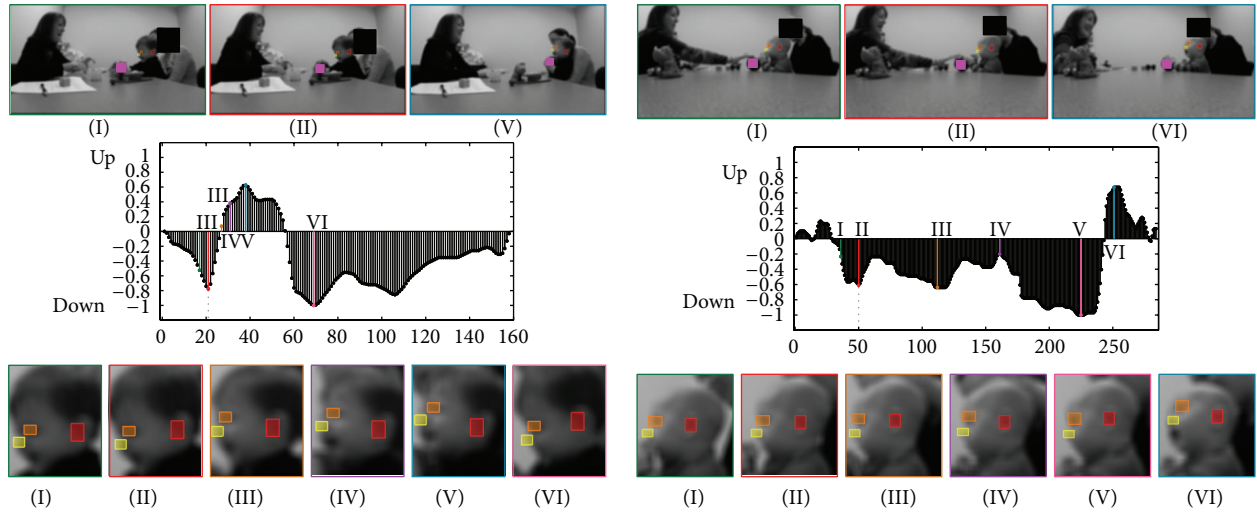 (I) (II) (V)
Up
1
0.8
0.6
0.4
0.2
0
−0.2
−0.4
−0.6
−0.8
−1
Down
III
III
IVV
VI
0 20 40 60 80 100 120 140 160
(I) (II) (III) (IV) (V) (VI)
(I) (II) (VI)
Up
1
0.8
0.6
0.4
0.2
0
−0.2
−0.4
−0.6
−0.8
−1
Down
I II III IV V
VI
0 50 100 150 200 250
(I) (II) (III) (IV) (V) (VI)